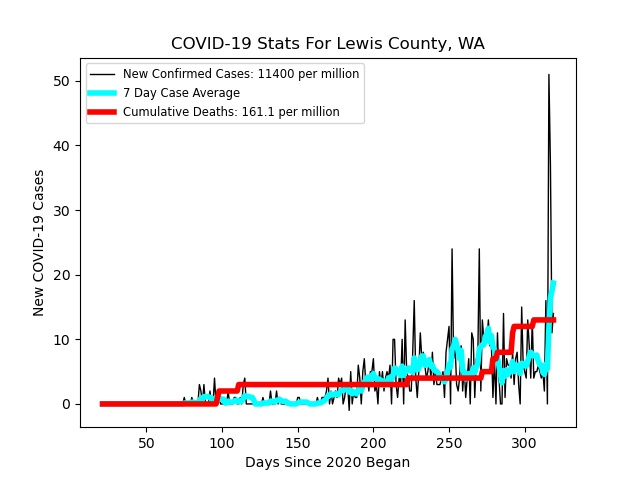 COVID-19 Stats For Lewis County, WA
New Confirmed Cases: 11400 per million
7 Day Case Average
Cumulative Deaths: 161.1 per million
New COVID-19 Cases
50
40
30
20
10
0
50 100 150 200 250 300
Days Since 2020 Began